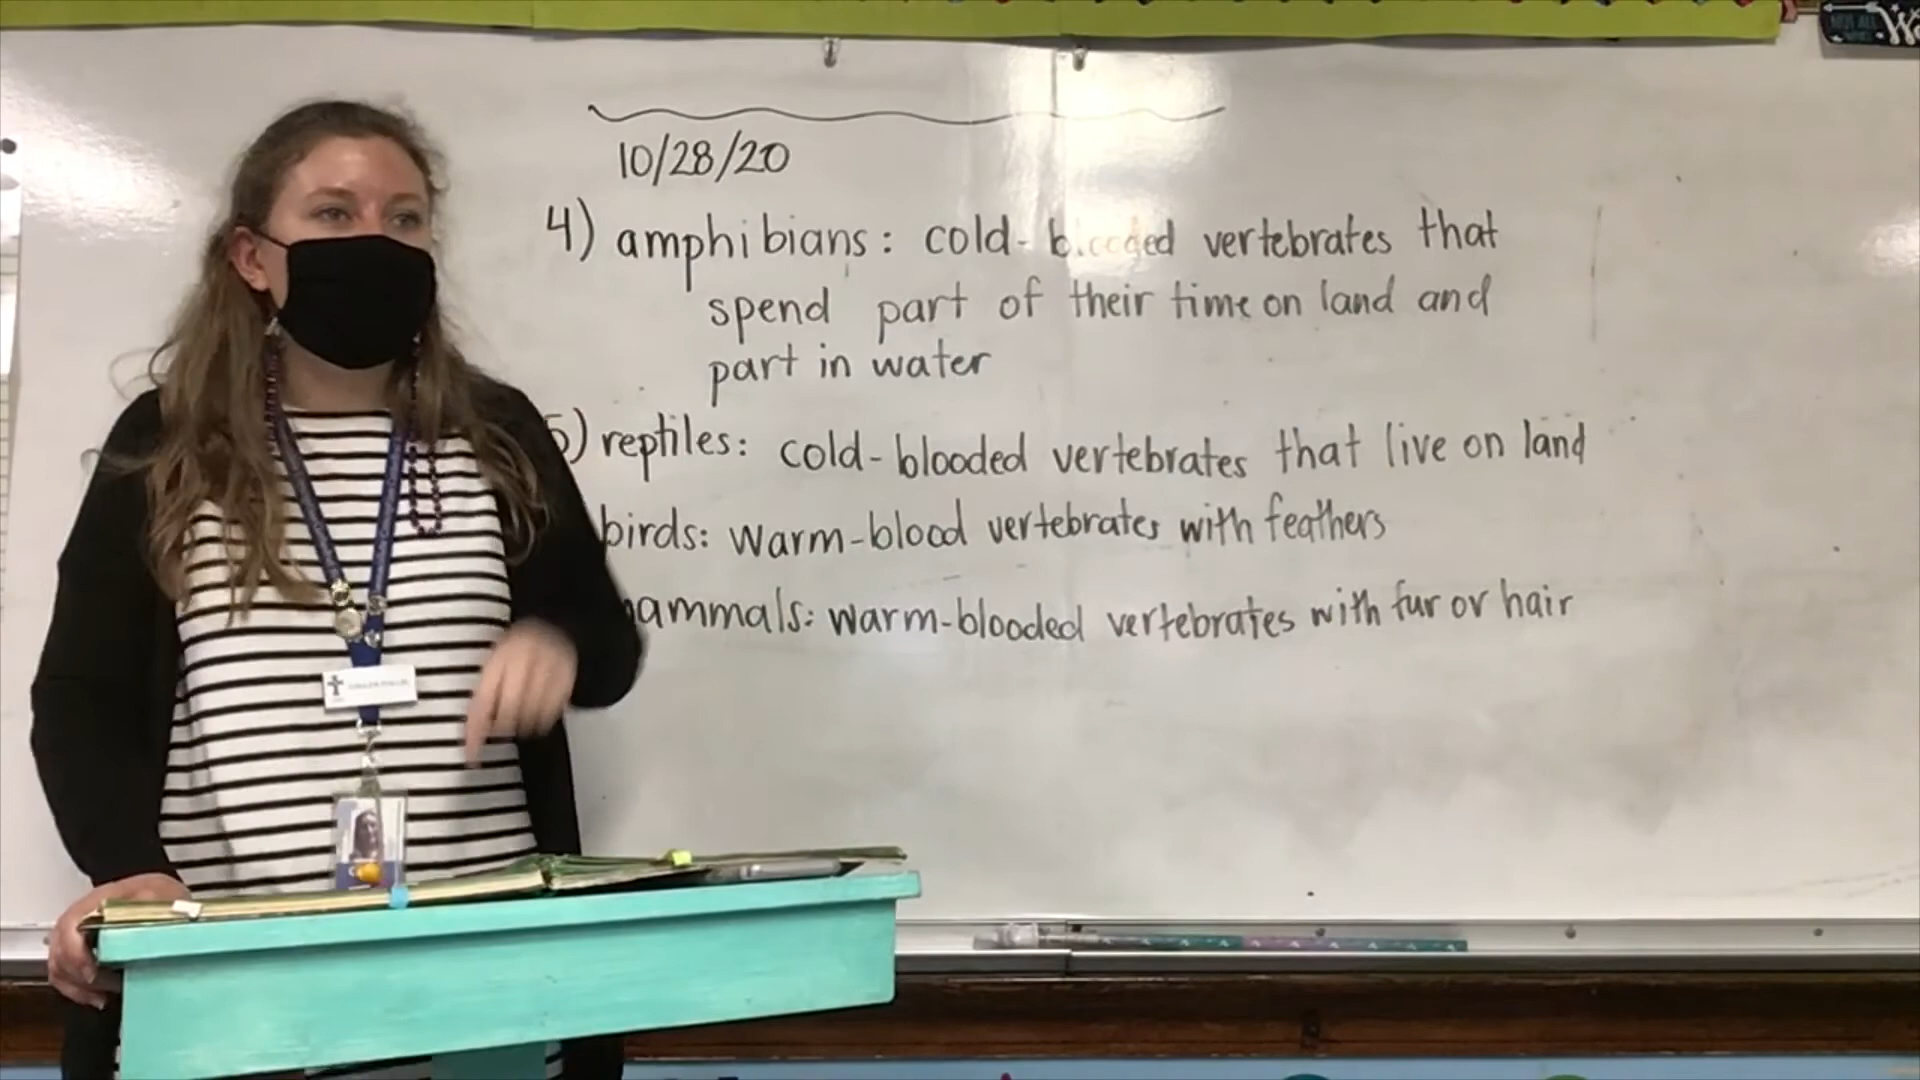 10/28/20
4) amphibians: cold-blooded vertebrates that
spend part of their time on land and
part in water
5) reptiles: cold-blooded vertebrates that live on land
birds: warm-blood vertebrates with feathers
mammals: warm-blooded vertebrates with fur or hair